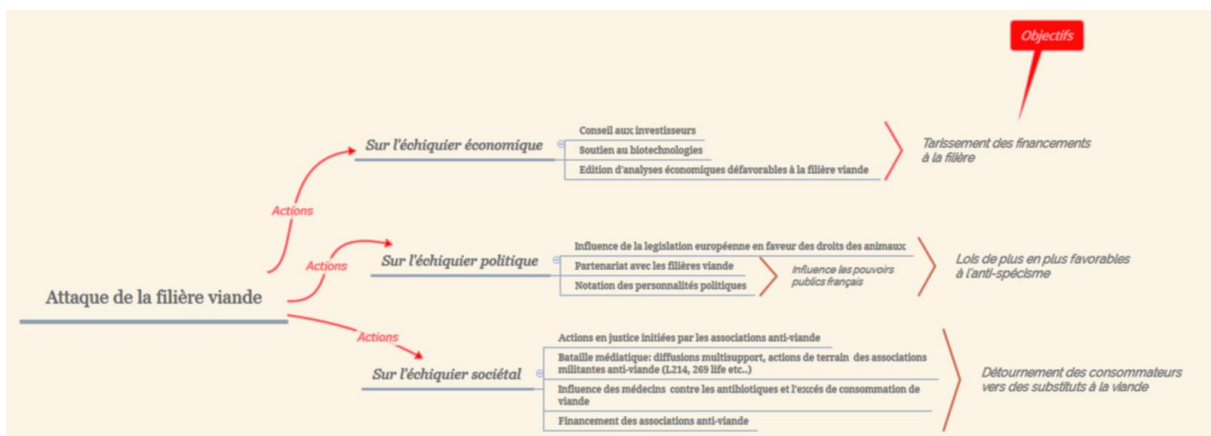 Objectifs
Sur l'échiquier économique
Conseil aux investisseurs
Soutien au biotechnologies
Edition d'analyses économiques défavorables à la filière viande
Tarissement des financements
à la filière
Actions
Sur l'échiquier politique
Influence de la legislation européenne en faveur des droits des animaux
Partenariat avec les filières viande
Notation des personnalités politiques
Influence les pouvoirs
publics français
Lois de plus en plus favorables
à l'anti-spécisme
Actions
Attaque de la filière viande
Actions
Sur l'échiquier sociétal
Actions en justice initiées par les associations anti-viande
Bataille médiatique: diffusions multisupport, actions de terrain des associations
militantes anti-viande (L214, 269 life etc..)
Influence des médecins contre les antibiotiques et l'excés de consommation de
viande
Financement des associations anti-viande
Détournement des consommateurs
vers des substituts à la viande